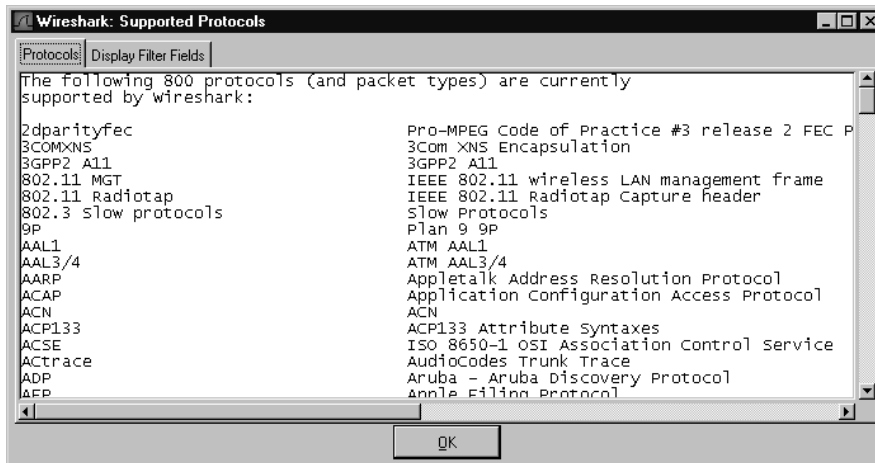 Wireshark: Supported Protocols
Protocols Display Filter Fields
The following 800 protocols (and packet types) are currently
supported by Wireshark:
2dparityfec Pro-MPEG Code of Practice #3 release 2 FEC P
3COMXNS 3Com XNS Encapsulation
3GPP2 A11 3GPP2 A11
802.11 MGT IEEE 802.11 wireless LAN management frame
802.11 Radiotap IEEE 802.11 Radiotap Capture header
802.3 Slow protocols Slow Protocols
9P Plan 9 9P
AAL1 ATM AAL1
AAL3/4 ATM AAL3/4
AARP Appletalk Address Resolution Protocol
ACAP Application Configuration Access Protocol
ACN ACN
ACP133 ACP133 Attribute Syntaxes
ACSE ISO 8650-1 OSI Association Control Service
ACtrace AudioCodes Trunk Trace
ADP Aruba - Aruba Discovery Protocol
AFP Apple Filing Protocol
OK